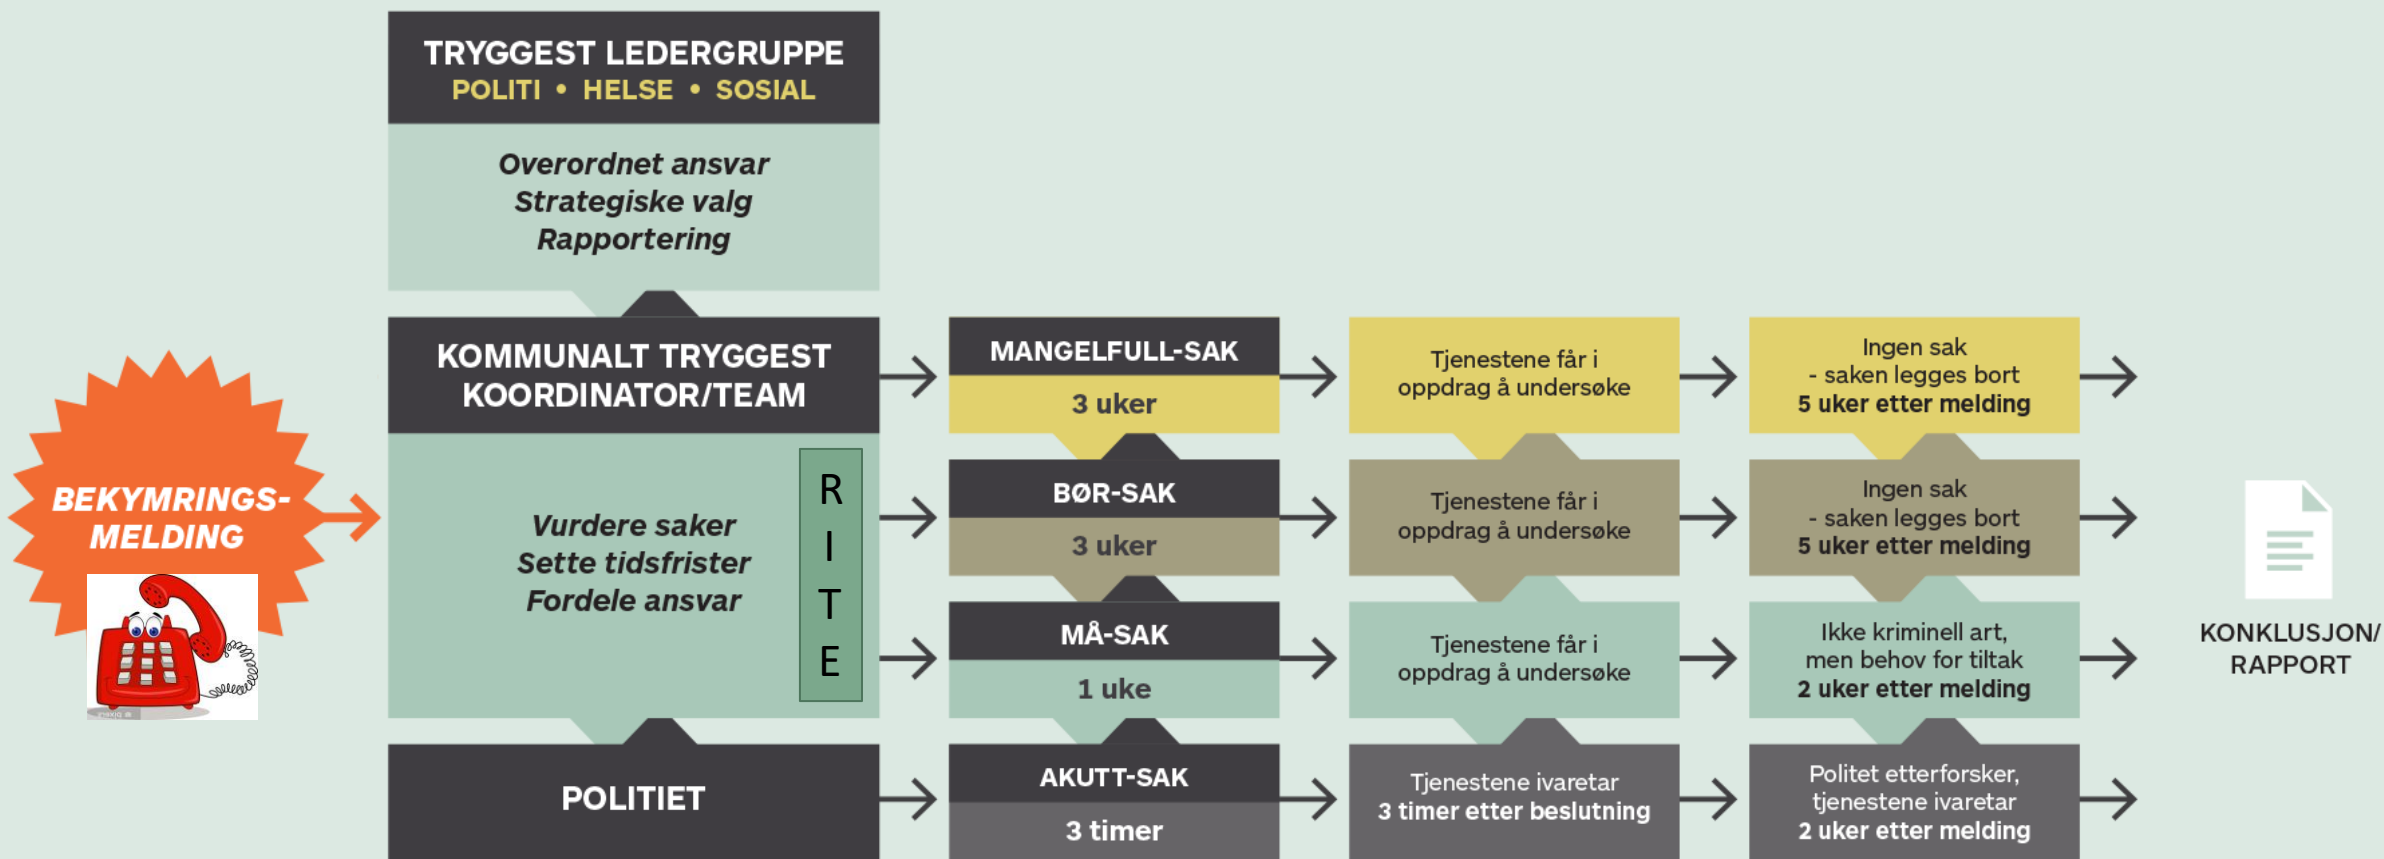 TRYGGEST LEDERGRUPPE
POLITI • HELSE • SOSIAL
Overordnet ansvar
Strategiske valg
Rapportering
BEKYMRINGS-
MELDING
KOMMUNALT TRYGGEST
KOORDINATOR/TEAM
Vurdere saker
Sette tidsfrister
Fordele ansvar
R
I
T
E
POLITIET
MANGELFULL-SAK
3 uker
Tjenestene får i
oppdrag å undersøke
Ingen sak
- saken legges bort
5 uker etter melding
BØR-SAK
3 uker
Tjenestene får i
oppdrag å undersøke
Ingen sak
- saken legges bort
5 uker etter melding
MÅ-SAK
1 uke
Tjenestene får i
oppdrag å undersøke
Ikke kriminell art,
men behov for tiltak
2 uker etter melding
AKUTT-SAK
3 timer
Tjenestene ivaretar
3 timer etter beslutning
Politet etterforsker,
tjenestene ivaretar
2 uker etter melding
KONKLUSJON/
RAPPORT